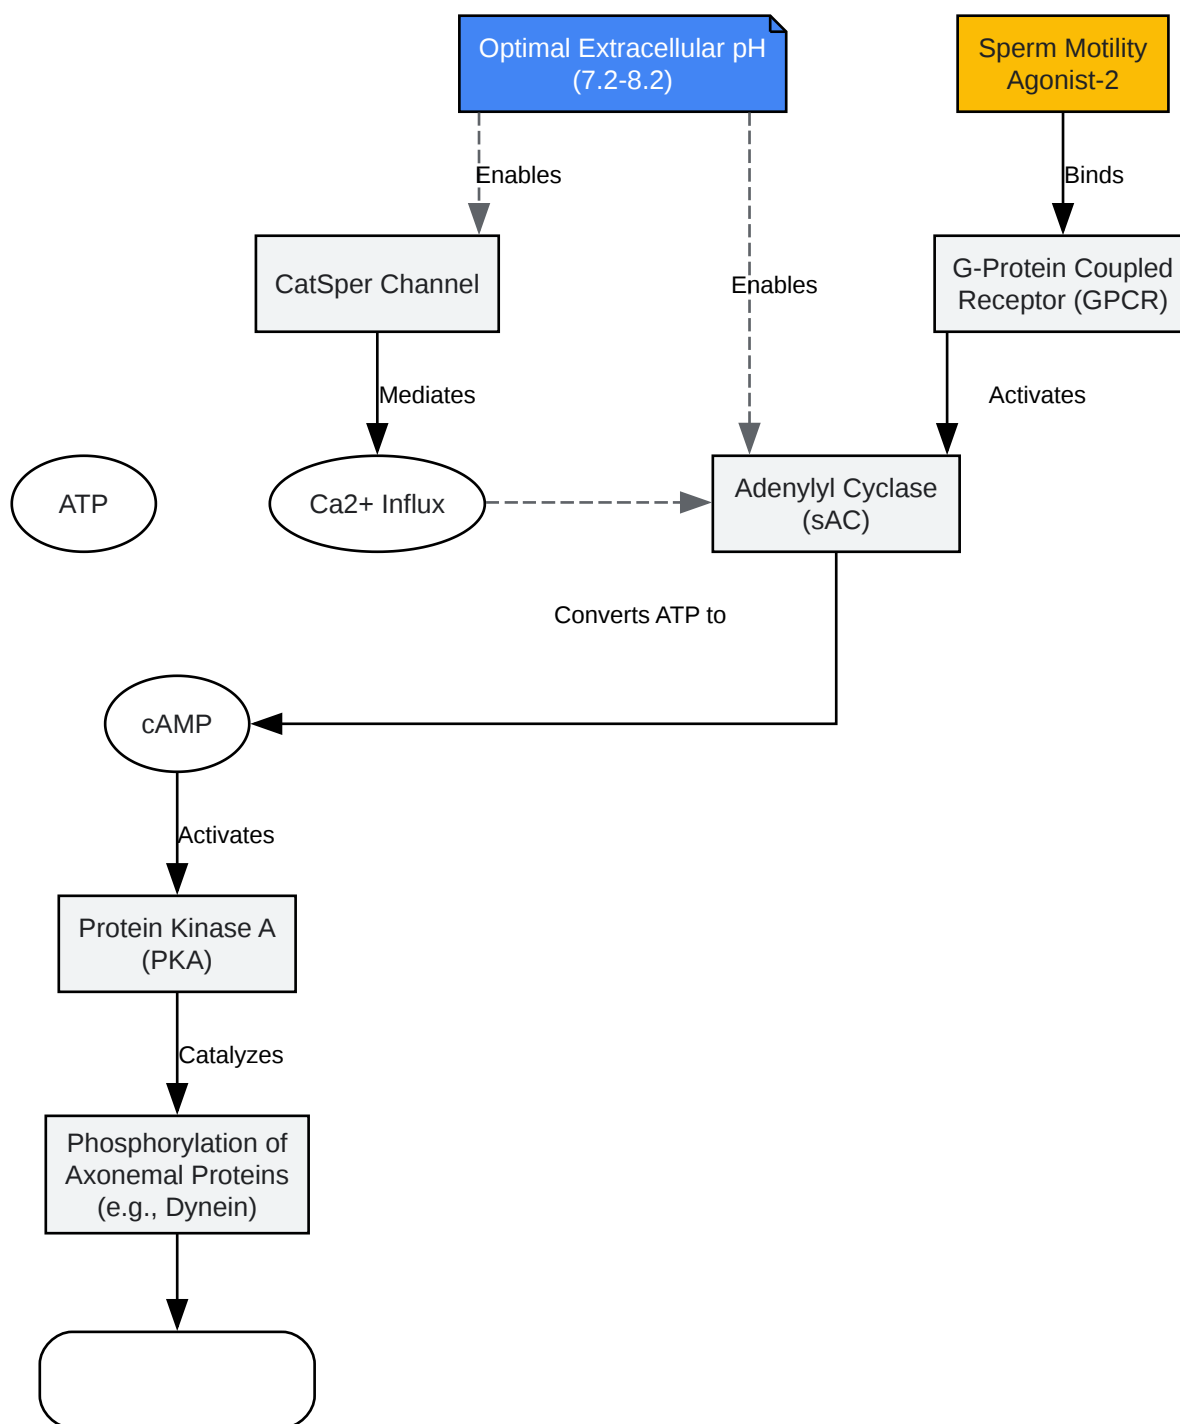 Optimal Extracellular pH
(7.2-8.2)
Sperm Motility
Agonist-2
Enables
Binds
CatSper Channel
Enables
G-Protein Coupled
Receptor (GPCR)
Mediates
Activates
ATP
Ca2+ Influx
Adenylyl Cyclase
(sAC)
Converts ATP to
cAMP
Activates
Protein Kinase A
(PKA)
Catalyzes
Phosphorylation of
Axonemal Proteins
(e.g., Dynein)